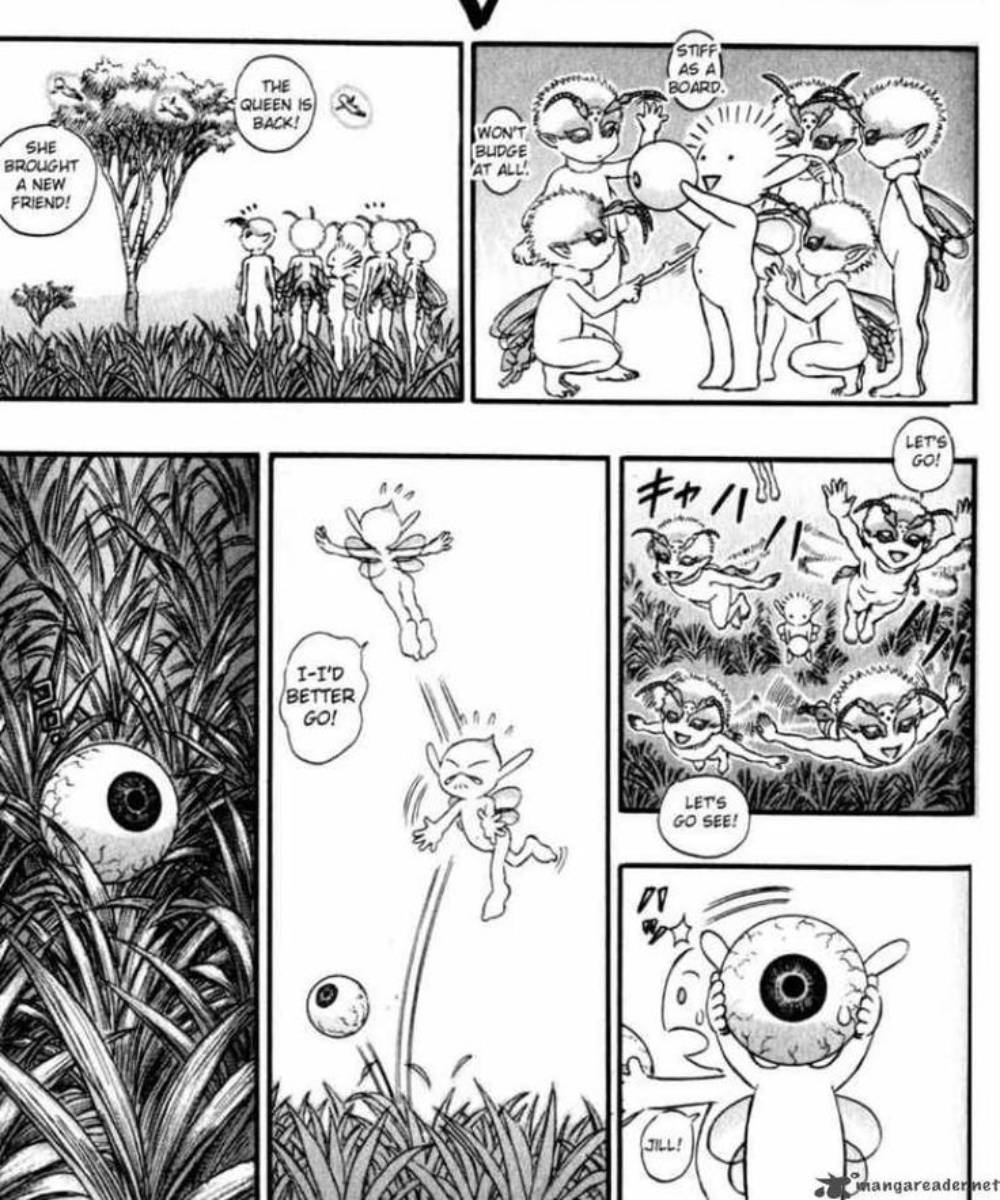 STIFF
AS A
BOARD.
WON'T
BUDGE
AT ALL!
THE
QUEEN IS
BACK!
SHE
BROUGHT
A NEW
FRIEND!
LET'S
GO!
キャハ
LET'S
GO SEE!
JILL!
I-I'D
BETTER
GO!
mangareader.net